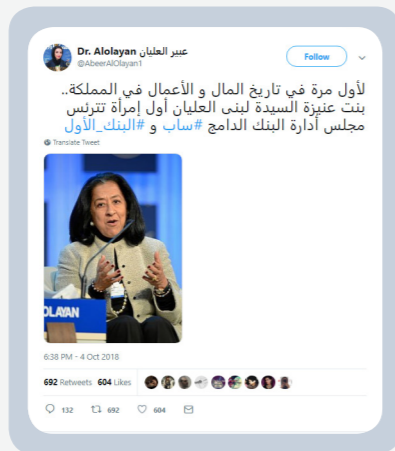 Dr. Alolayan عبير العليان
@AbeerAlOlayan1
Follow
لأول مرة في تاريخ المال و الأعمال في المملكة..
بنت عنيزة السيدة لبنى العليان أول إمرأة تترئس
مجلس أدارة البنك الدامج #ساب و #البنك_الأول
Translate Tweet
OLAYAN
6:38 PM - 4 Oct 2018
692 Retweets 604 Likes
132 692 604